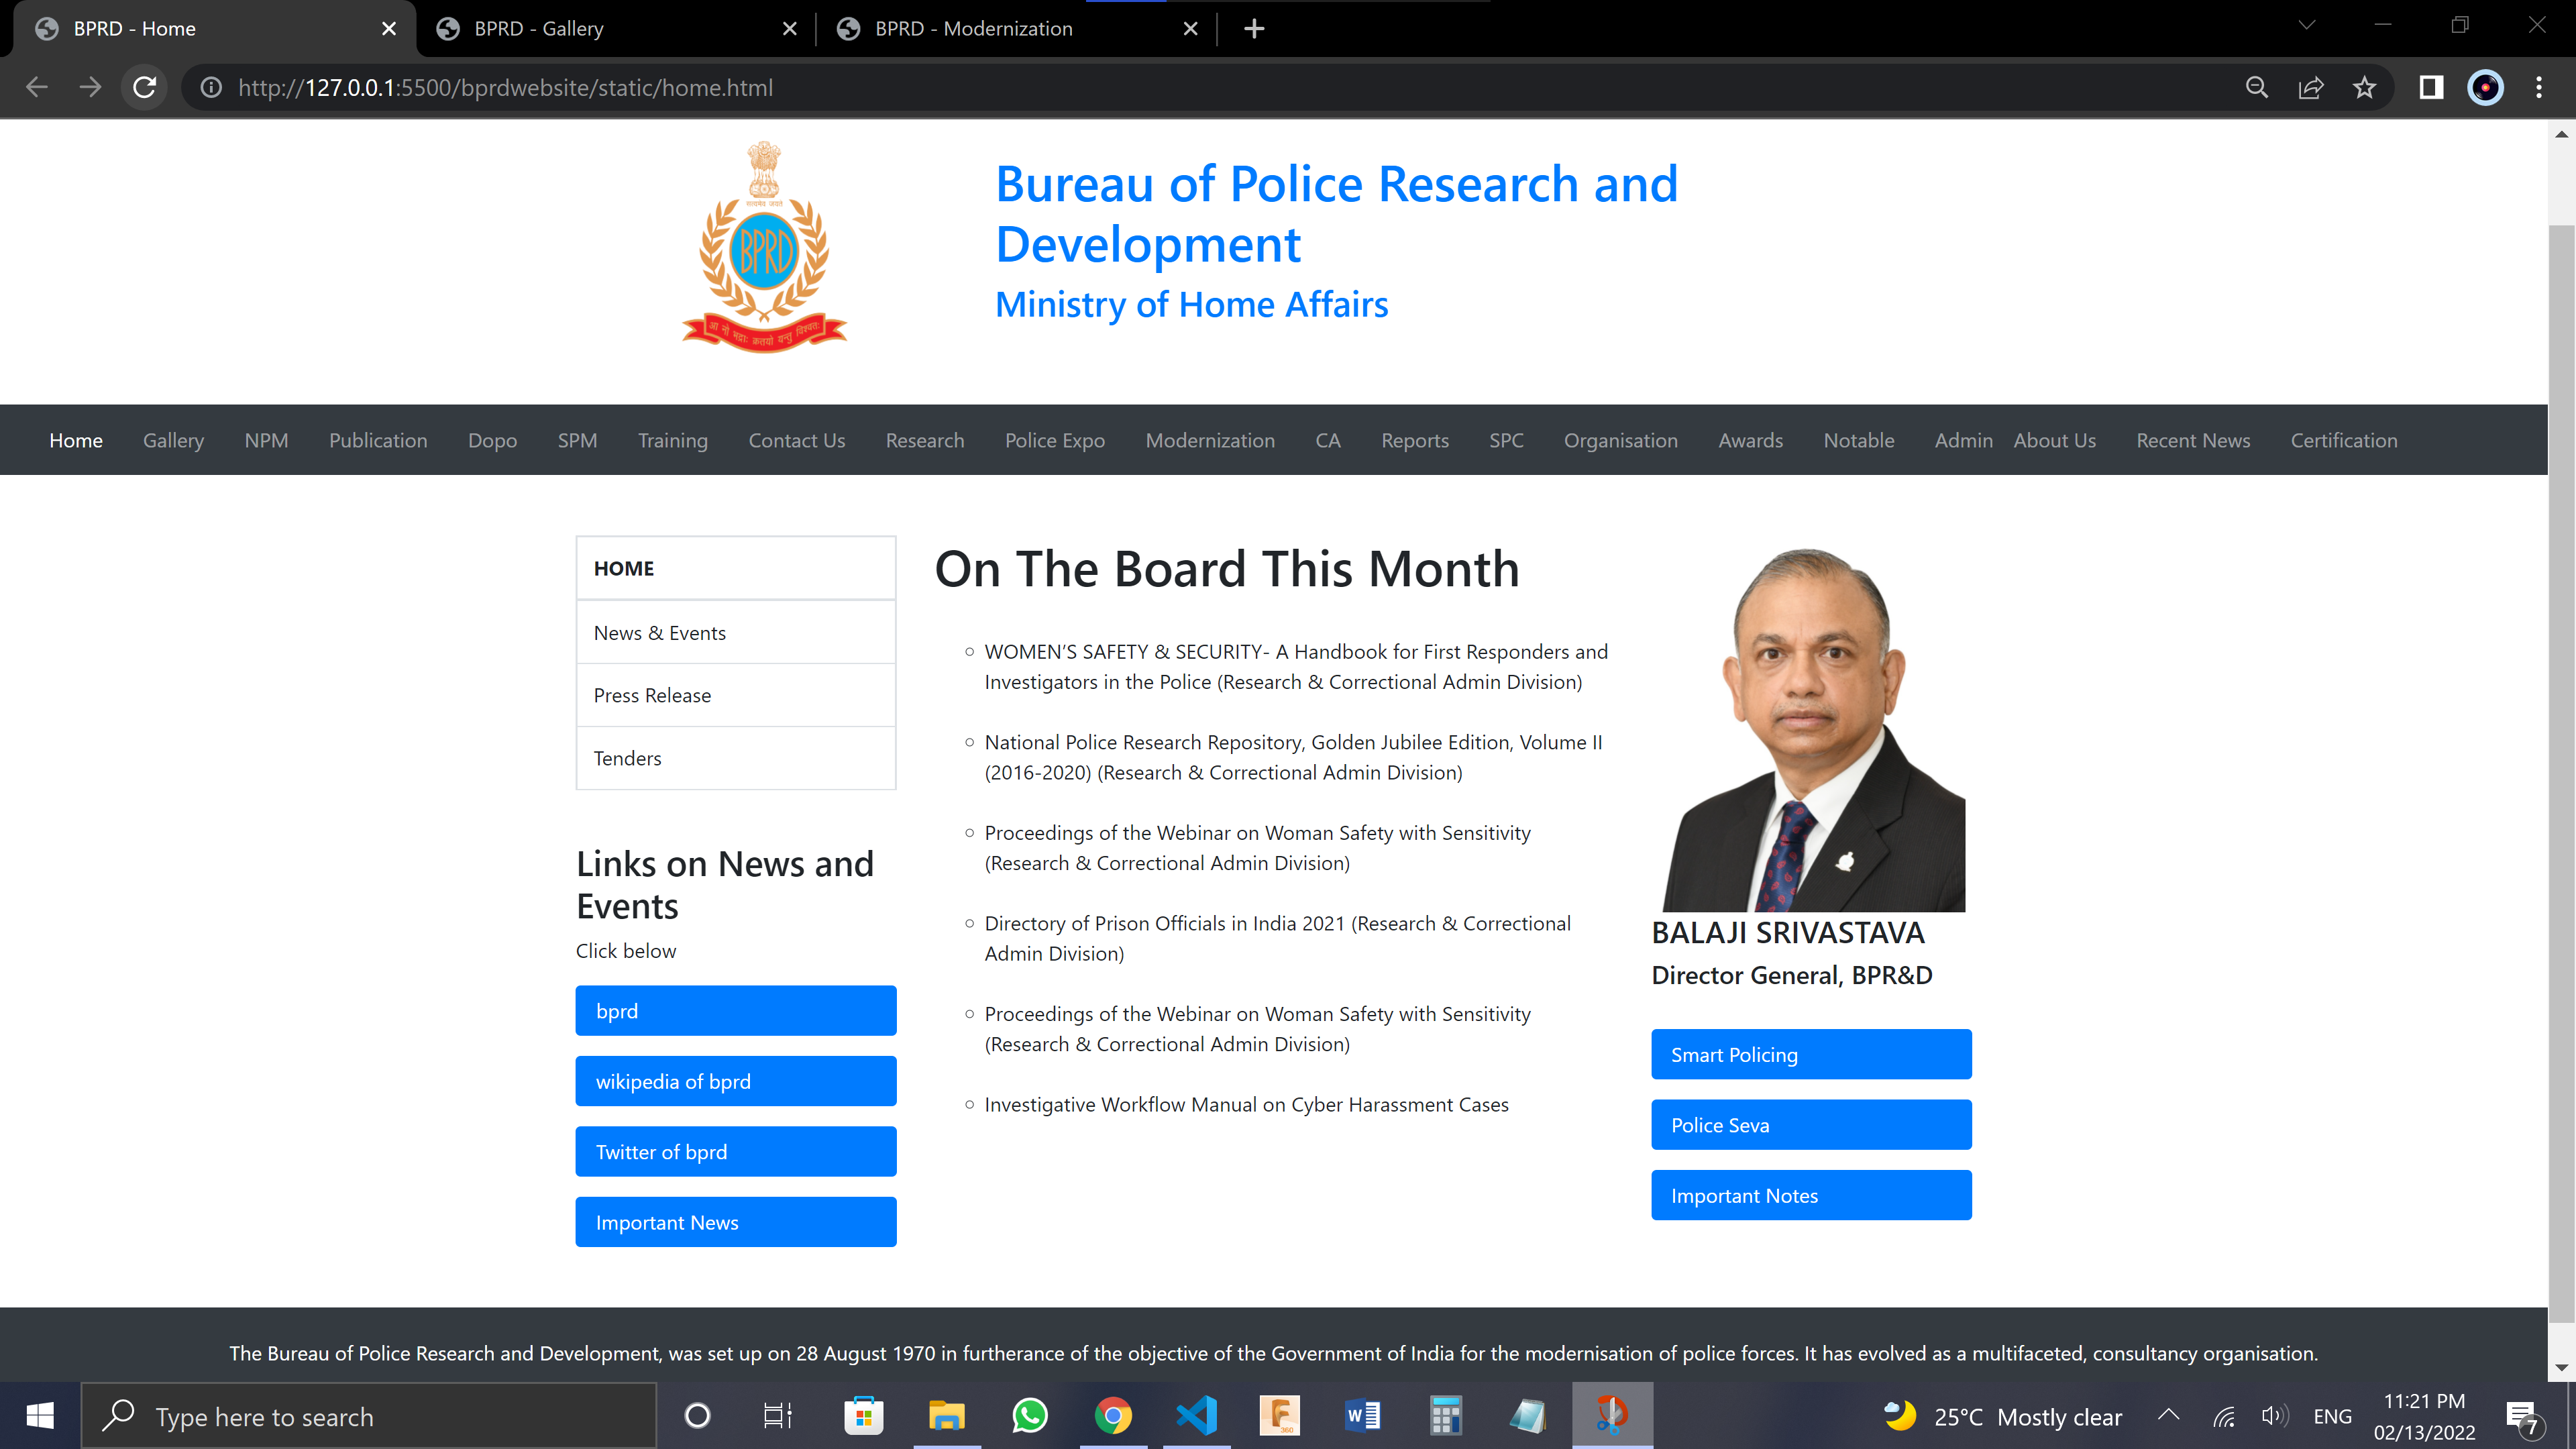 BPRD - Home
BPRD - Gallery
BPRD - Modernization
http://127.0.0.1:5500/bprdwebsite/static/home.html
सत्यमेव जयते
BPRD
आ नो भद्राः क्रतवो यन्तु विश्वतः
Bureau of Police Research and
Development
Ministry of Home Affairs
Home Gallery NPM Publication Dopo SPM Training Contact Us Research Police Expo Modernization CA Reports SPC Organisation Awards Notable Admin About Us Recent News Certification
HOME
News & Events
Press Release
Tenders
Links on News and
Events
Click below
bprd
wikipedia of bprd
Twitter of bprd
Important News
On The Board This Month
WOMEN’S SAFETY & SECURITY- A Handbook for First Responders and
Investigators in the Police (Research & Correctional Admin Division)
National Police Research Repository, Golden Jubilee Edition, Volume II
(2016-2020) (Research & Correctional Admin Division)
Proceedings of the Webinar on Woman Safety with Sensitivity
(Research & Correctional Admin Division)
Directory of Prison Officials in India 2021 (Research & Correctional
Admin Division)
Proceedings of the Webinar on Woman Safety with Sensitivity
(Research & Correctional Admin Division)
Investigative Workflow Manual on Cyber Harassment Cases
BALAJI SRIVASTAVA
Director General, BPR&D
Smart Policing
Police Seva
Important Notes
The Bureau of Police Research and Development, was set up on 28 August 1970 in furtherance of the objective of the Government of India for the modernisation of police forces. It has evolved as a multifaceted, consultancy organisation.
Type here to search
F
360
W
25°C Mostly clear
ENG
11:21 PM
02/13/2022
7